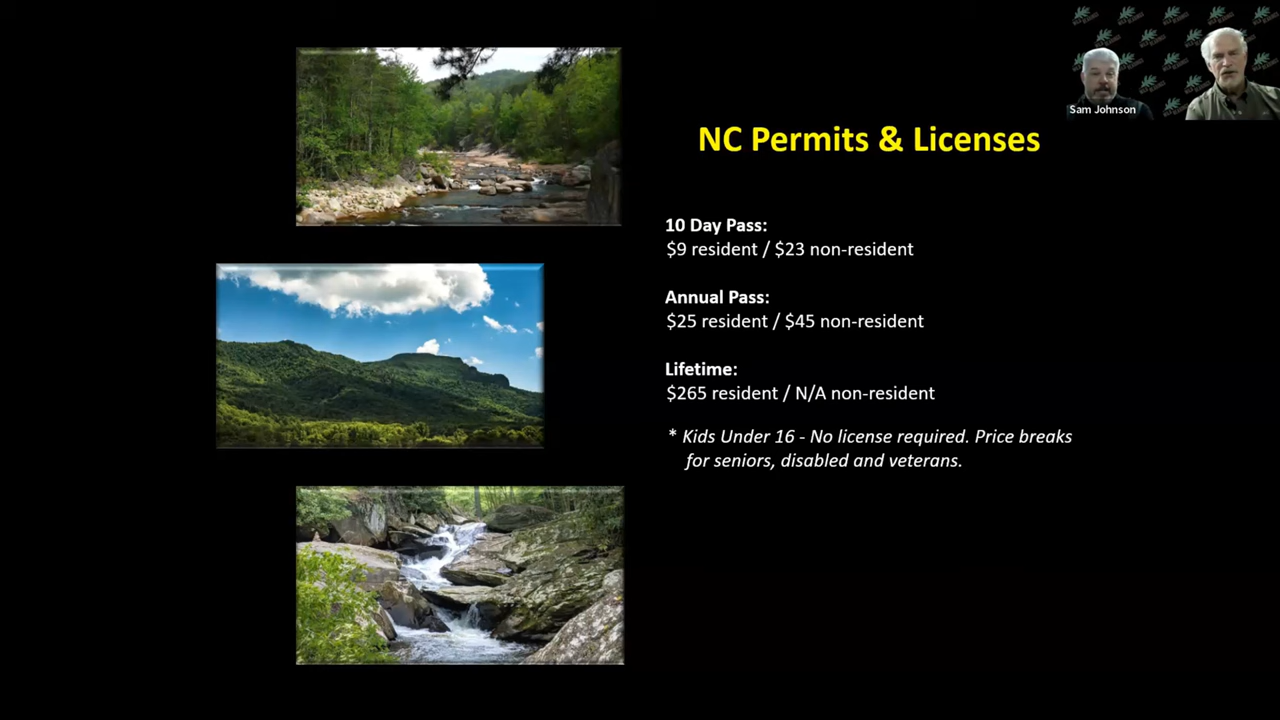 Sam Johnson
NC Permits & Licenses
10 Day Pass:
$9 resident / $23 non-resident
Annual Pass:
$25 resident / $45 non-resident
Lifetime:
$265 resident / N/A non-resident
* Kids Under 16 - No license required. Price breaks
for seniors, disabled and veterans.